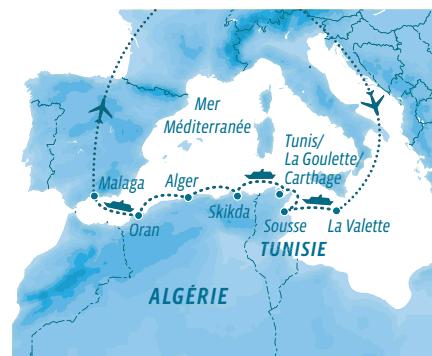 Mer
Méditerranée
Tunis/
La Goulette/
Carthage
Malaga
Alger
Skikda
Oran
Sousse
La Valette
TUNISIE
ALGÉRIE